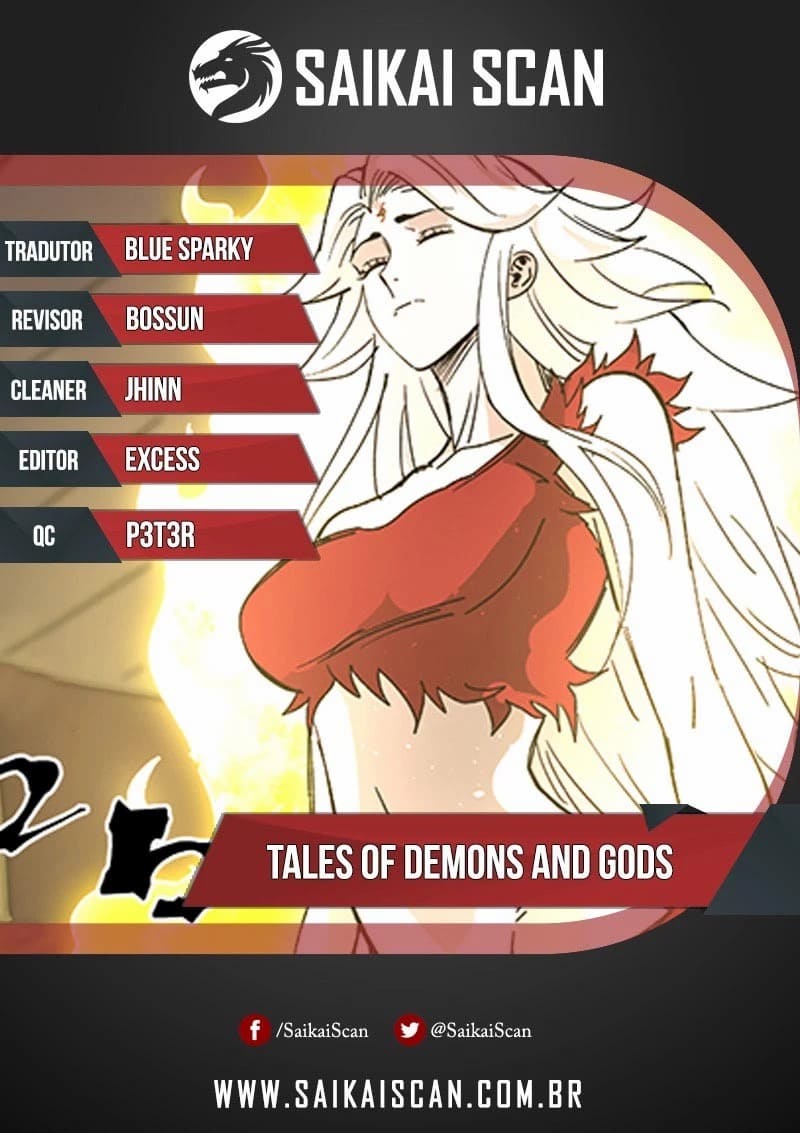 SAIKAI SCAN
TRADUTOR BLUE SPARKY
REVISOR BOSSUN
CLEANER JHINN
EDITOR EXCESS
QC P3T3R
TALES OF DEMONS AND GODS
/SaikaiScan @SaikaiScan
WWW.SAIKAISCAN.COM.BR